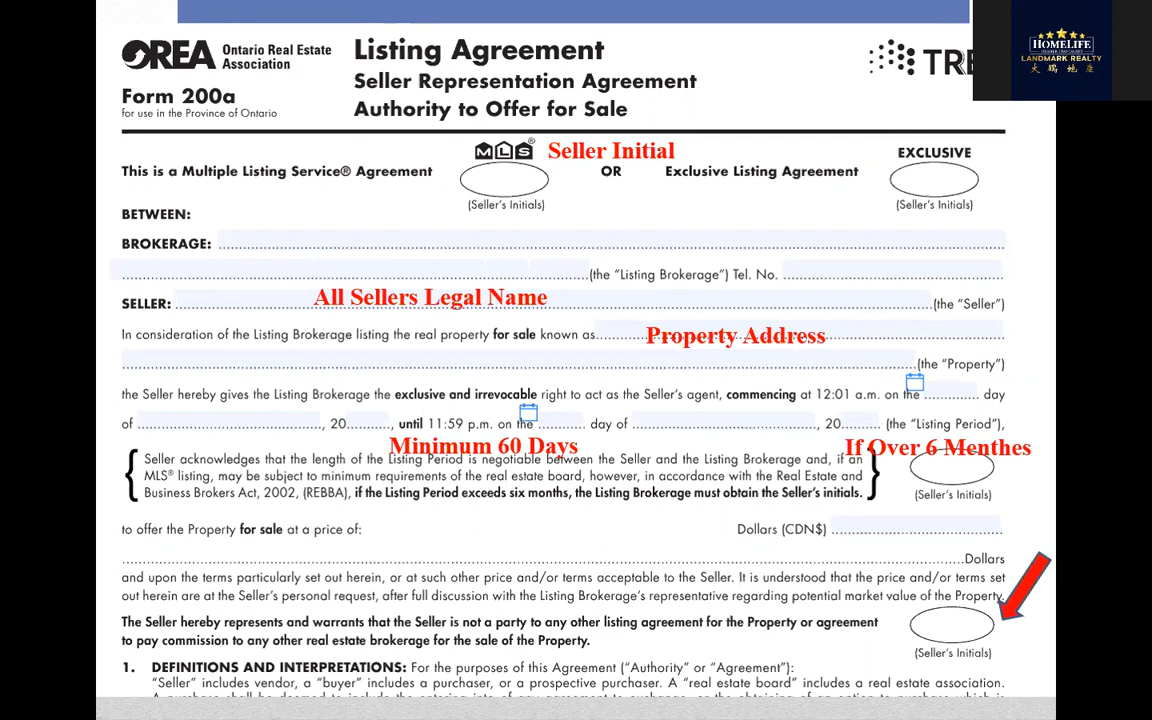 OREA Ontario Real Estate Association
Form 200a
for use in the Province of Ontario
Listing Agreement
Seller Representation Agreement
Authority to Offer for Sale
HOMELIFE
LANDMARK REALTY
大鵬地產
MLS® Seller Initial EXCLUSIVE
This is a Multiple Listing Service® Agreement OR Exclusive Listing Agreement
(Seller's Initials) (Seller's Initials)
BETWEEN:
BROKERAGE:
(the "Listing Brokerage") Tel. No.
SELLER: All Sellers Legal Name (the "Seller")
In consideration of the Listing Brokerage listing the real property for sale known as Property Address
(the "Property")
the Seller hereby gives the Listing Brokerage the exclusive and irrevocable right to act as the Seller's agent, commencing at 12:01 a.m. on the day
of , 20 , until 11:59 p.m. on the day of , 20 (the "Listing Period"),
Minimum 60 Days If Over 6 Menthes
Seller acknowledges that the length of the Listing Period is negotiable between the Seller and the Listing Brokerage and, if an
MLS® listing, may be subject to minimum requirements of the real estate board, however, in accordance with the Real Estate and
Business Brokers Act, 2002, (REBBA), if the Listing Period exceeds six months, the Listing Brokerage must obtain the Seller's initials.
(Seller's Initials)
to offer the Property for sale at a price of: Dollars (CDN$)
Dollars
and upon the terms particularly set out herein, or at such other price and/or terms acceptable to the Seller. It is understood that the price and/or terms set
out herein are at the Seller's personal request, after full discussion with the Listing Brokerage's representative regarding potential market value of the Property.
The Seller hereby represents and warrants that the Seller is not a party to any other listing agreement for the Property or agreement
to pay commission to any other real estate brokerage for the sale of the Property.
(Seller's Initials)
1. DEFINITIONS AND INTERPRETATIONS: For the purposes of this Agreement ("Authority" or "Agreement"):
"Seller" includes vendor, a "buyer" includes a purchaser, or a prospective purchaser. A "real estate board" includes a real estate association.